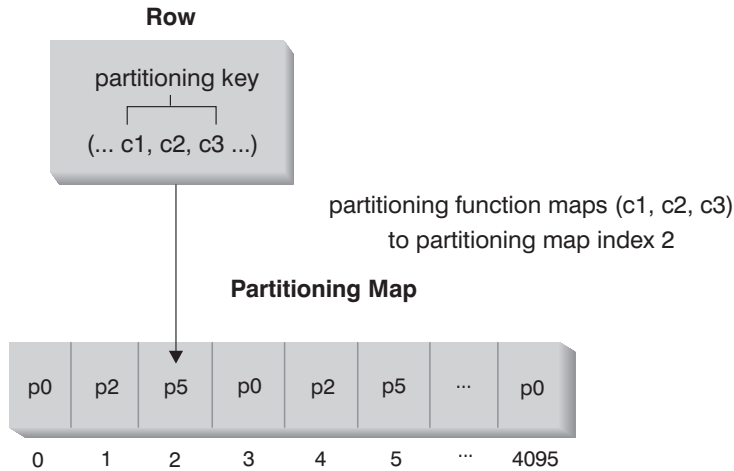 Row
partitioning key
(... c1, c2, c3 ...)
partitioning function maps (c1, c2, c3)
to partitioning map index 2
Partitioning Map
p0 p2 p5 p0 p2 p5 ... p0
0 1 2 3 4 5 ... 4095